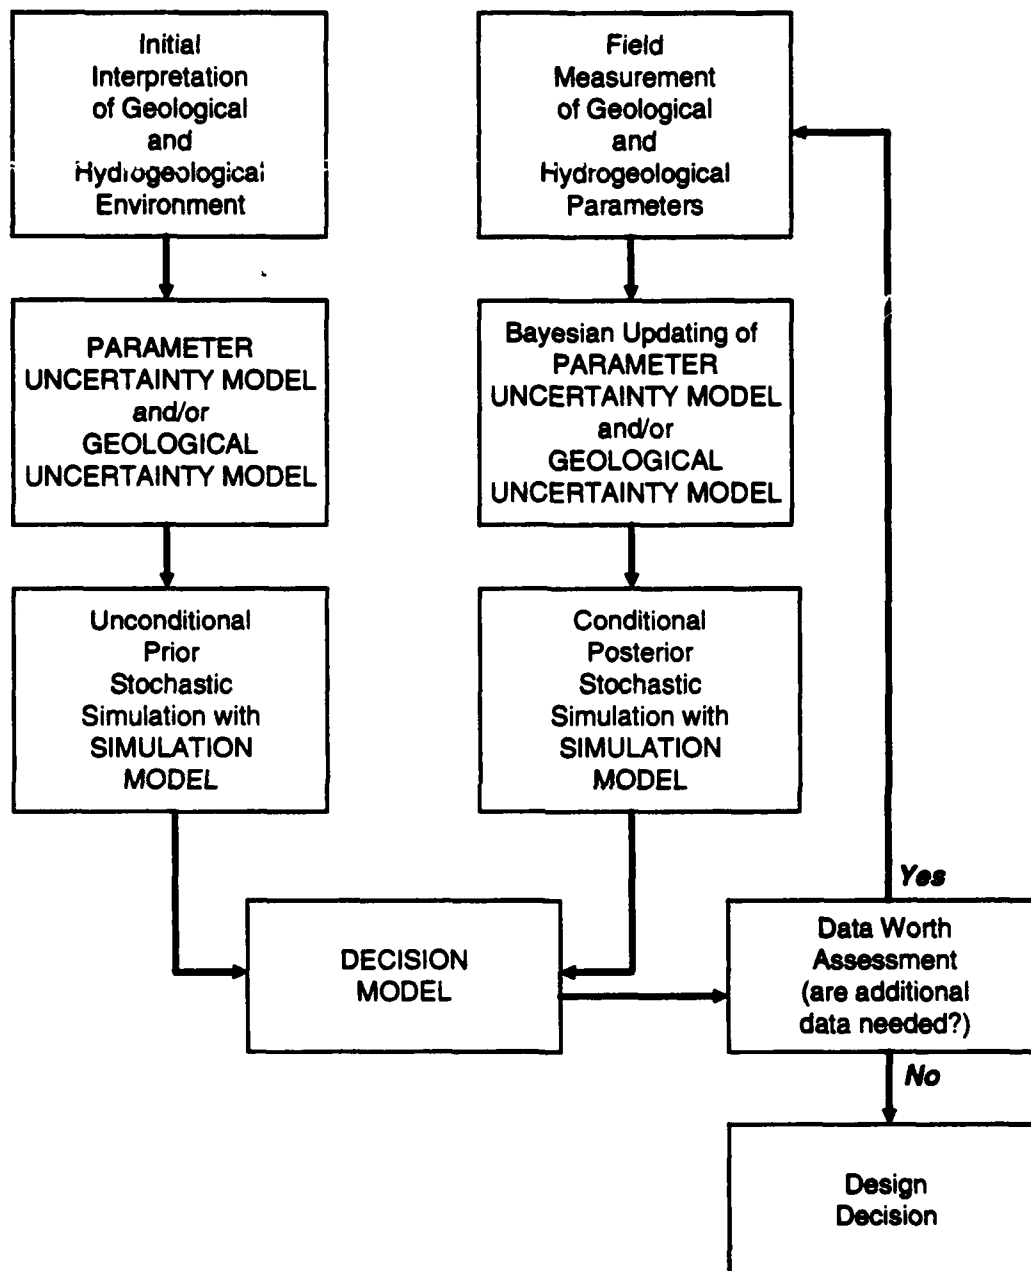 Initial
Interpretation
of Geological
and
Hydrogeological
Environment
PARAMETER
UNCERTAINTY MODEL
and/or
GEOLOGICAL
UNCERTAINTY MODEL
Unconditional
Prior
Stochastic
Simulation with
SIMULATION
MODEL
Field
Measurement
of Geological
and
Hydrogeological
Parameters
Bayesian Updating of
PARAMETER
UNCERTAINTY MODEL
and/or
GEOLOGICAL
UNCERTAINTY MODEL
Conditional
Posterior
Stochastic
Simulation with
SIMULATION
MODEL
DECISION
MODEL
Yes
Data Worth
Assessment
(are additional
data needed?)
No
Design
Decision